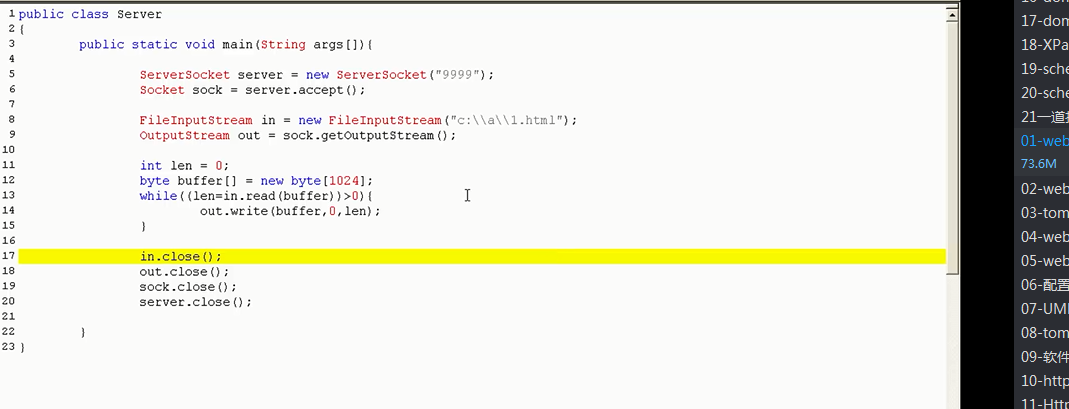 1 public class Server
2 {
3 public static void main(String args[]){
4
5 ServerSocket server = new ServerSocket("9999");
6 Socket sock = server.accept();
7
8 FileInputStream in = new FileInputStream("c:\\a\\1.html");
9 OutputStream out = sock.getOutputStream();
10
11 int len = 0;
12 byte buffer[] = new byte[1024];
13 while((len=in.read(buffer))>0){
14 out.write(buffer,0,len);
15 }
16
17 in.close();
18 out.close();
19 sock.close();
20 server.close();
21
22 }
23 }
17-dom
18-XPa
19-sche
20-sche
21一道
01-web
73.6M
02-web
03-tom
04-web
05-web
06-配置
07-UM
08-tom
09-软件
10-http
11-Http